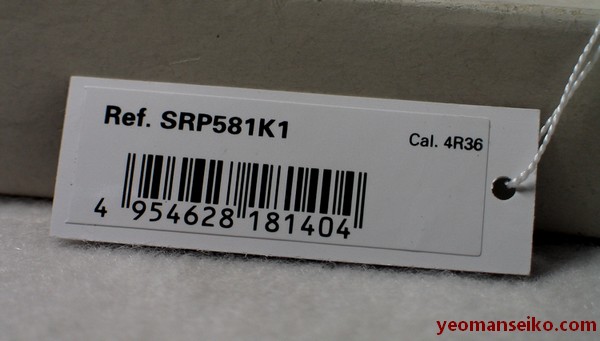 Ref. SRP581K1
Cal. 4R36
4 954628 181404
yeomanseiko.com